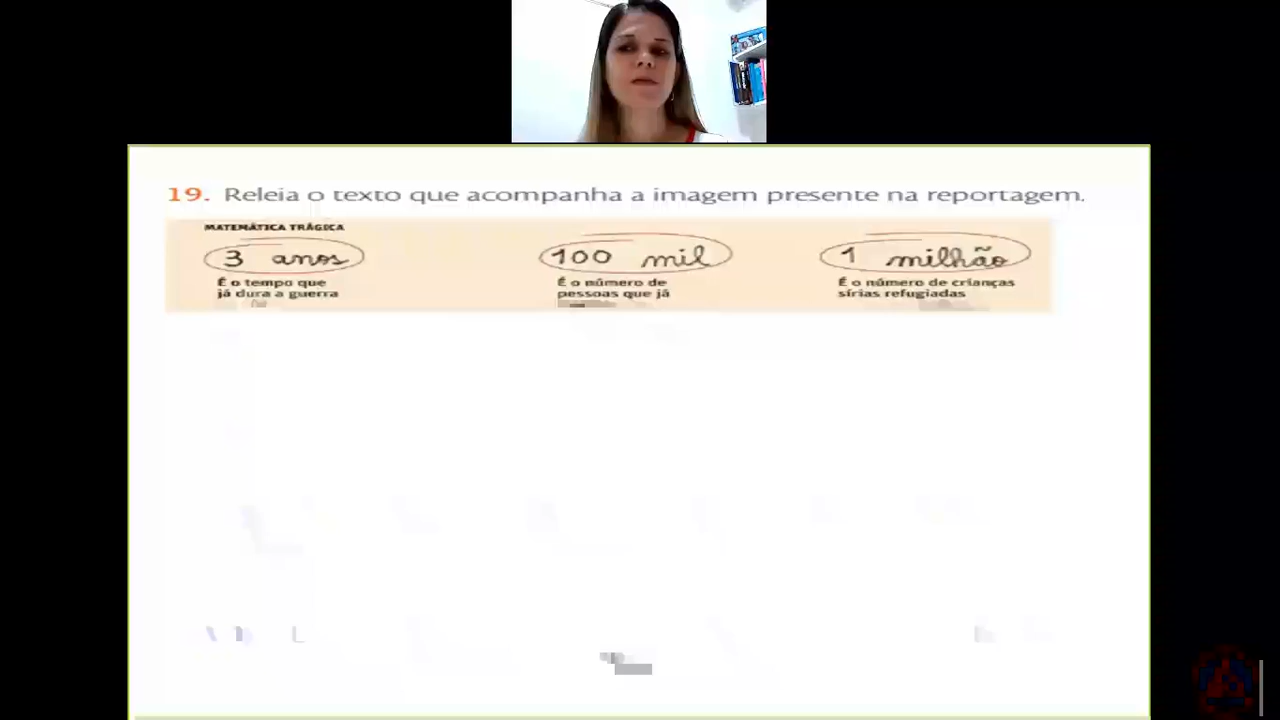 19. Releia o texto que acompanha a imagem presente na reportagem.
MATEMÁTICA TRÁGICA
3 anos
É o tempo que
já dura a guerra
100 mil
É o número de
pessoas que já
1 milhão
É o número de crianças
sírias refugiadas